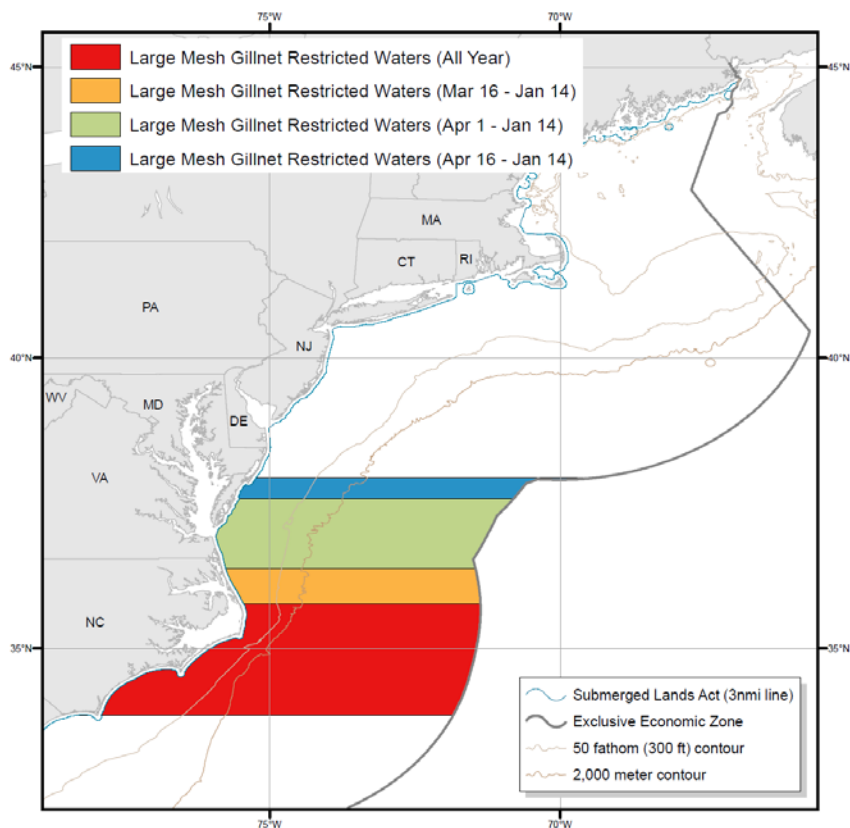 75°W
70°W
Large Mesh Gillnet Restricted Waters (All Year)
Large Mesh Gillnet Restricted Waters (Mar 16 - Jan 14)
Large Mesh Gillnet Restricted Waters (Apr 1 - Jan 14)
Large Mesh Gillnet Restricted Waters (Apr 16 - Jan 14)
45°N
45°N
MA
CT
RI
PA
NJ
40°N
40°N
WV
MD
DE
VA
NC
35°N
35°N
Submerged Lands Act (3nmi line)
Exclusive Economic Zone
50 fathom (300 ft) contour
2,000 meter contour
75°W
70°W